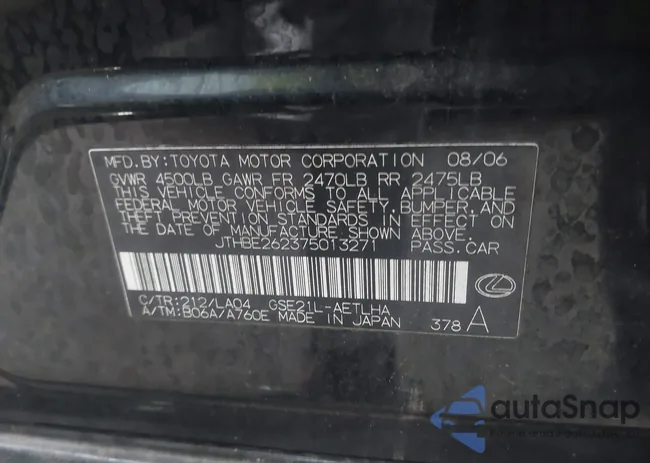 MFD.BY:TOYOTA MOTOR CORPORATION 08/06
GVWR 4500LB GAWR FR 2470LB RR 2475LB
THIS VEHICLE CONFORMS TO ALL APPLICABLE
FEDERAL MOTOR VEHICLE SAFETY,BUMPER,AND
THEFT PREVENTION STANDARDS IN EFFECT ON
THE DATE OF MANUFACTURE SHOWN ABOVE.
JTHBE262375013271 PASS.CAR
C/TR:212/LA04 GSE21L-AETLHA
A/TM:B06A/A760E MADE IN JAPAN 378 A
autoSnap